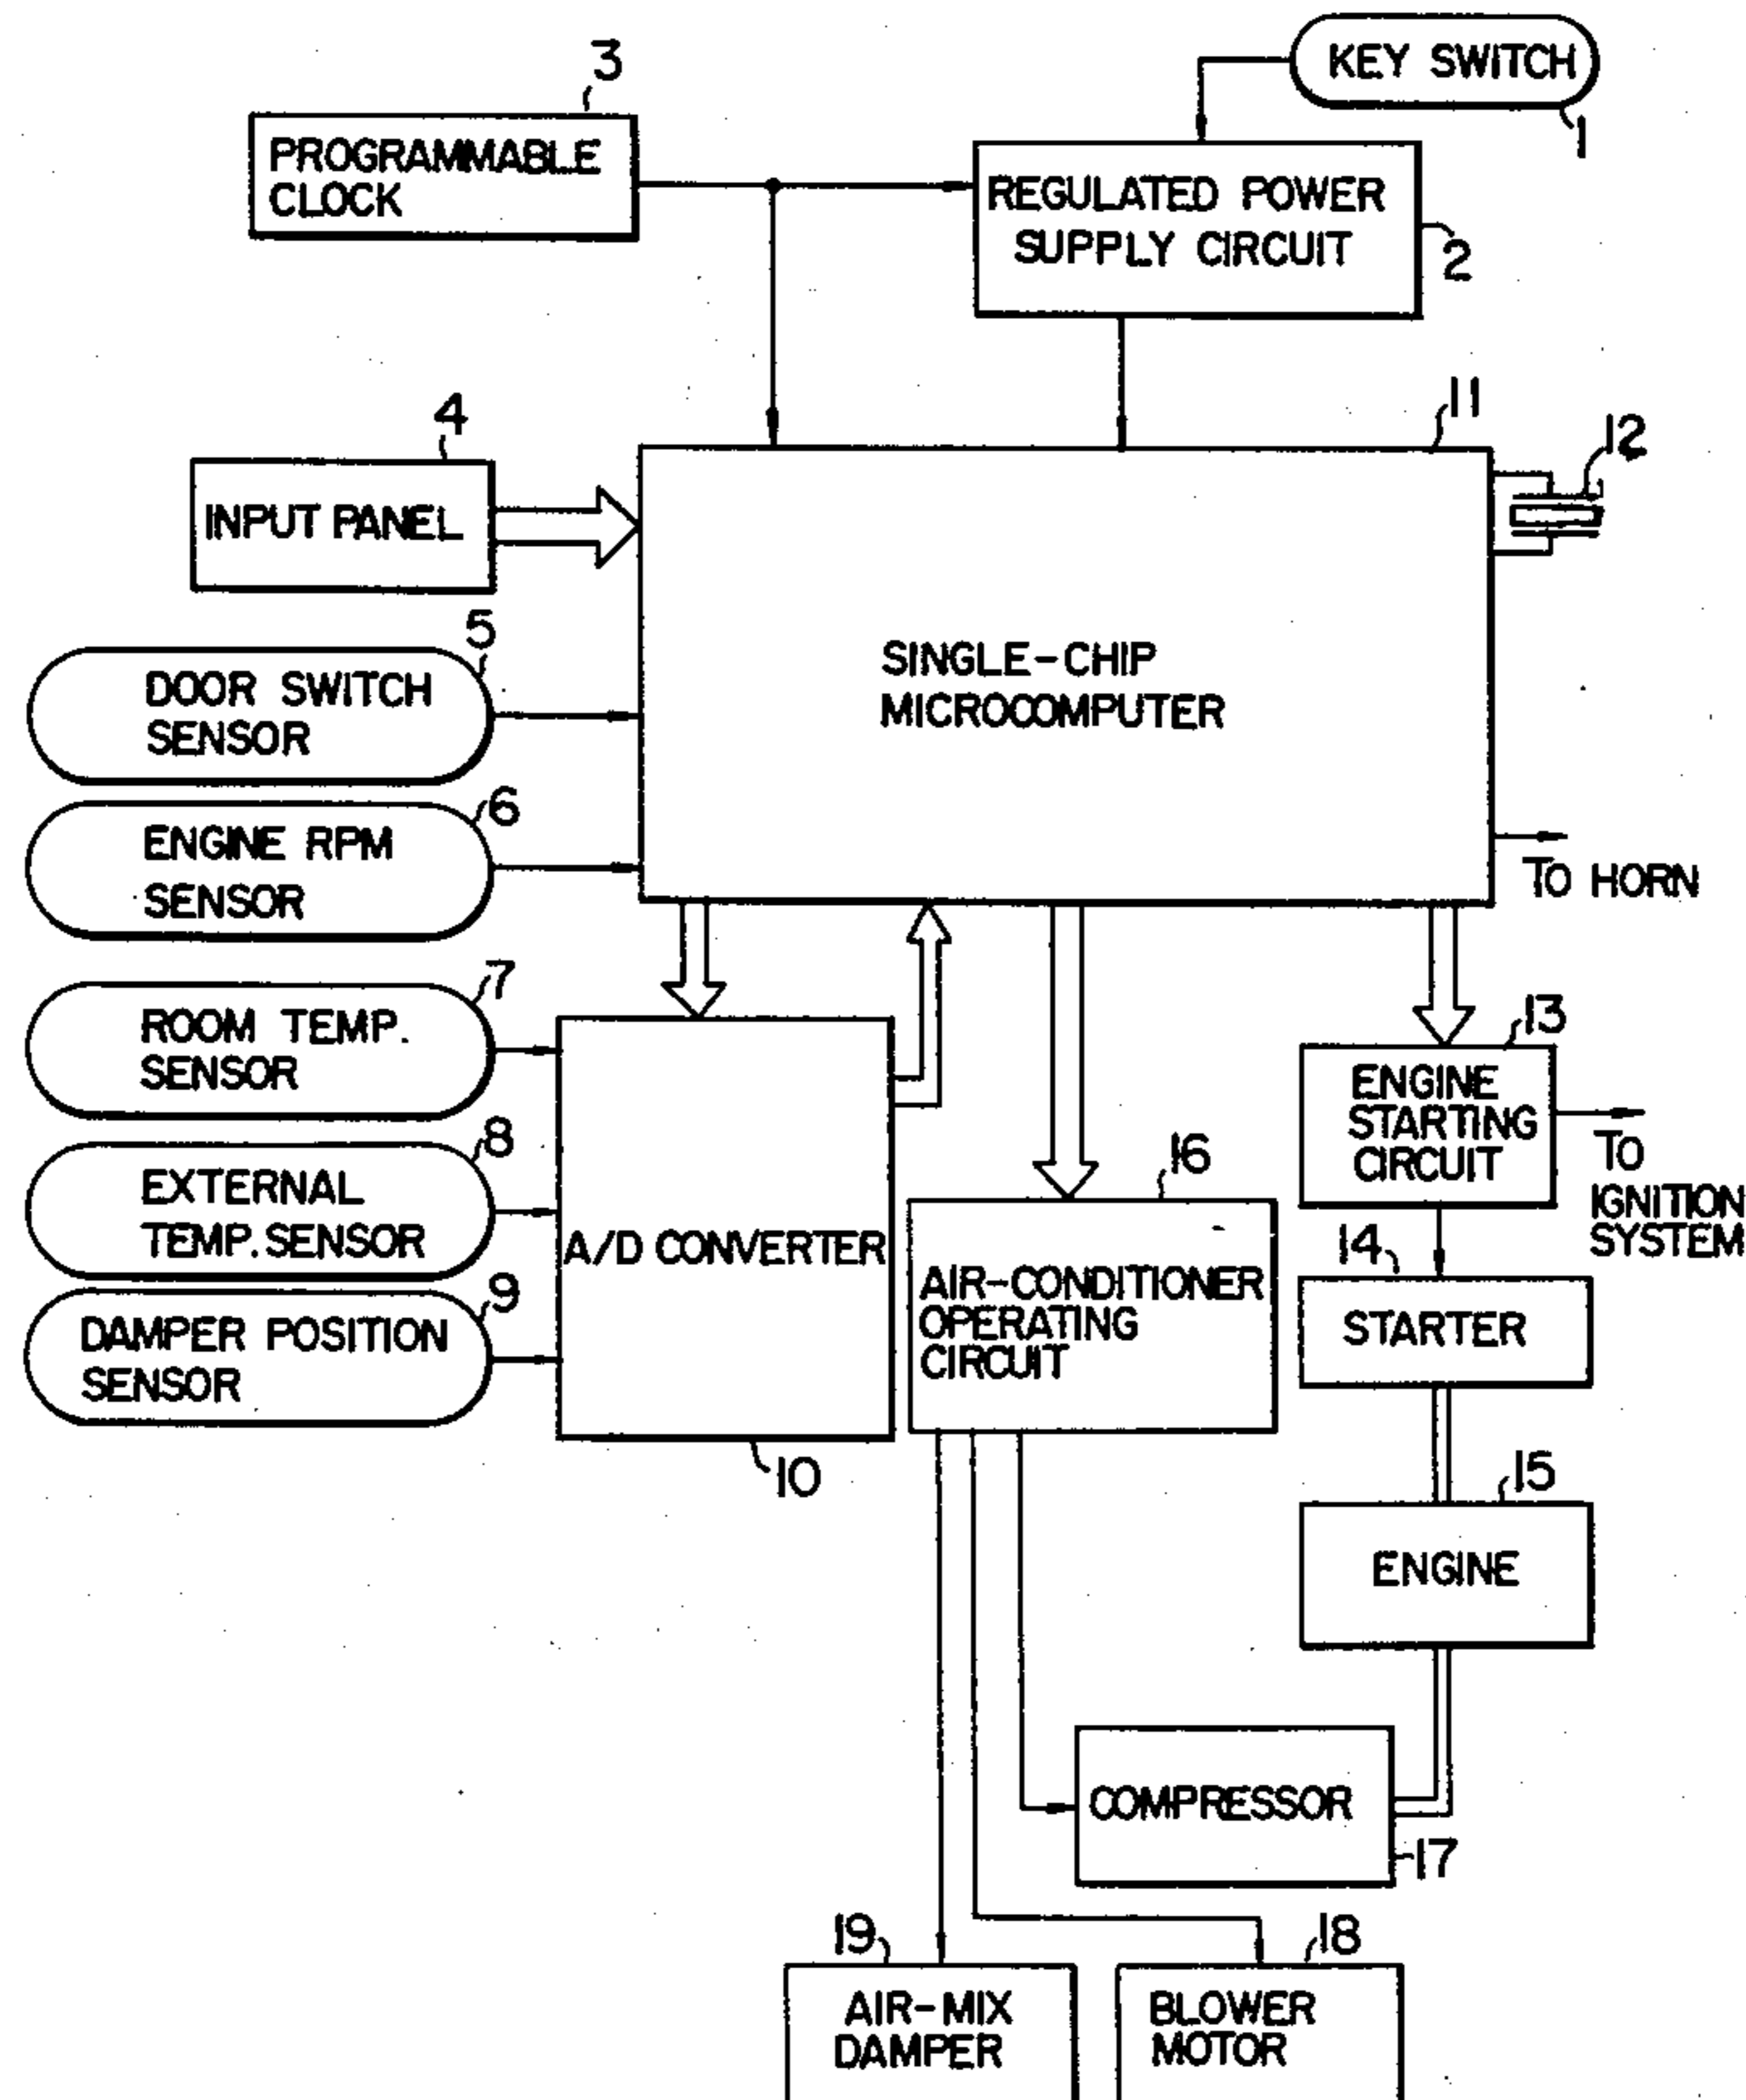 3
KEY SWITCH
1
PROGRAMMABLE
CLOCK
REGULATED POWER
SUPPLY CIRCUIT
2
4
11
12
INPUT PANEL
5
DOOR SWITCH
SENSOR
SINGLE-CHIP
MICROCOMPUTER
6
ENGINE RPM
SENSOR
TO HORN
7
ROOM TEMP.
SENSOR
13
ENGINE
STARTING
CIRCUIT
TO
IGNITION
SYSTEM
8
EXTERNAL
TEMP. SENSOR
A/D CONVERTER
16
AIR-CONDITIONER
OPERATING
CIRCUIT
14
STARTER
9
DAMPER POSITION
SENSOR
10
15
ENGINE
COMPRESSOR
17
19
18
AIR-MIX
DAMPER
BLOWER
MOTOR